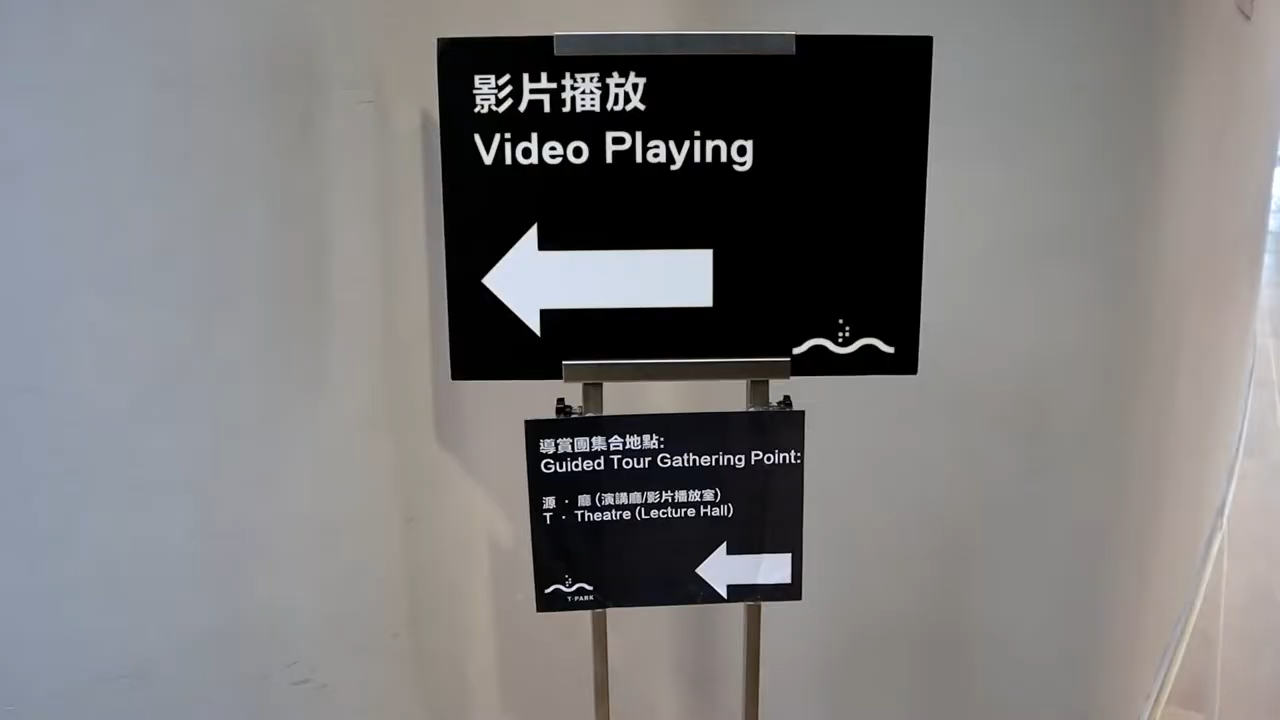 影片播放
Video Playing
導賞團集合地點:
Guided Tour Gathering Point:
源 · 廳 (演講廳/影片播放室)
T · Theatre (Lecture Hall)
T · PARK